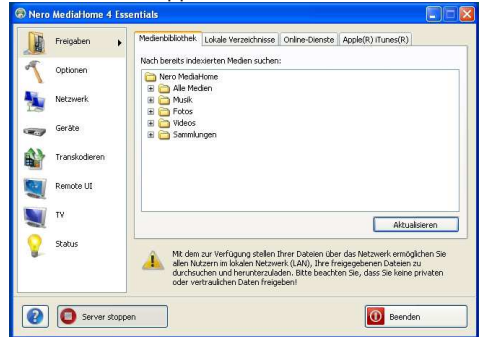 Nero MediaHome 4 Essentials
Freigaben
Optionen
Netzwerk
Geräte
Transkodieren
Remote UI
TV
Status
Medienbibliothek
Lokale Verzeichnisse
Online-Dienste
Apple(R) iTunes(R)
Nach bereits indexierten Medien suchen:
Nero MediaHome
Alle Medien
Musik
Fotos
Videos
Sammlungen
Aktualisieren
Mit dem zur Verfügung stellen Ihrer Dateien über das Netzwerk ermöglichen Sie
allen Nutzern im lokalen Netzwerk (LAN), Ihre freigegebenen Dateien zu
durchsuchen und herunterzuladen. Bitte beachten Sie, dass Sie keine privaten
oder vertraulichen Daten freigeben!
Server stoppen
Beenden